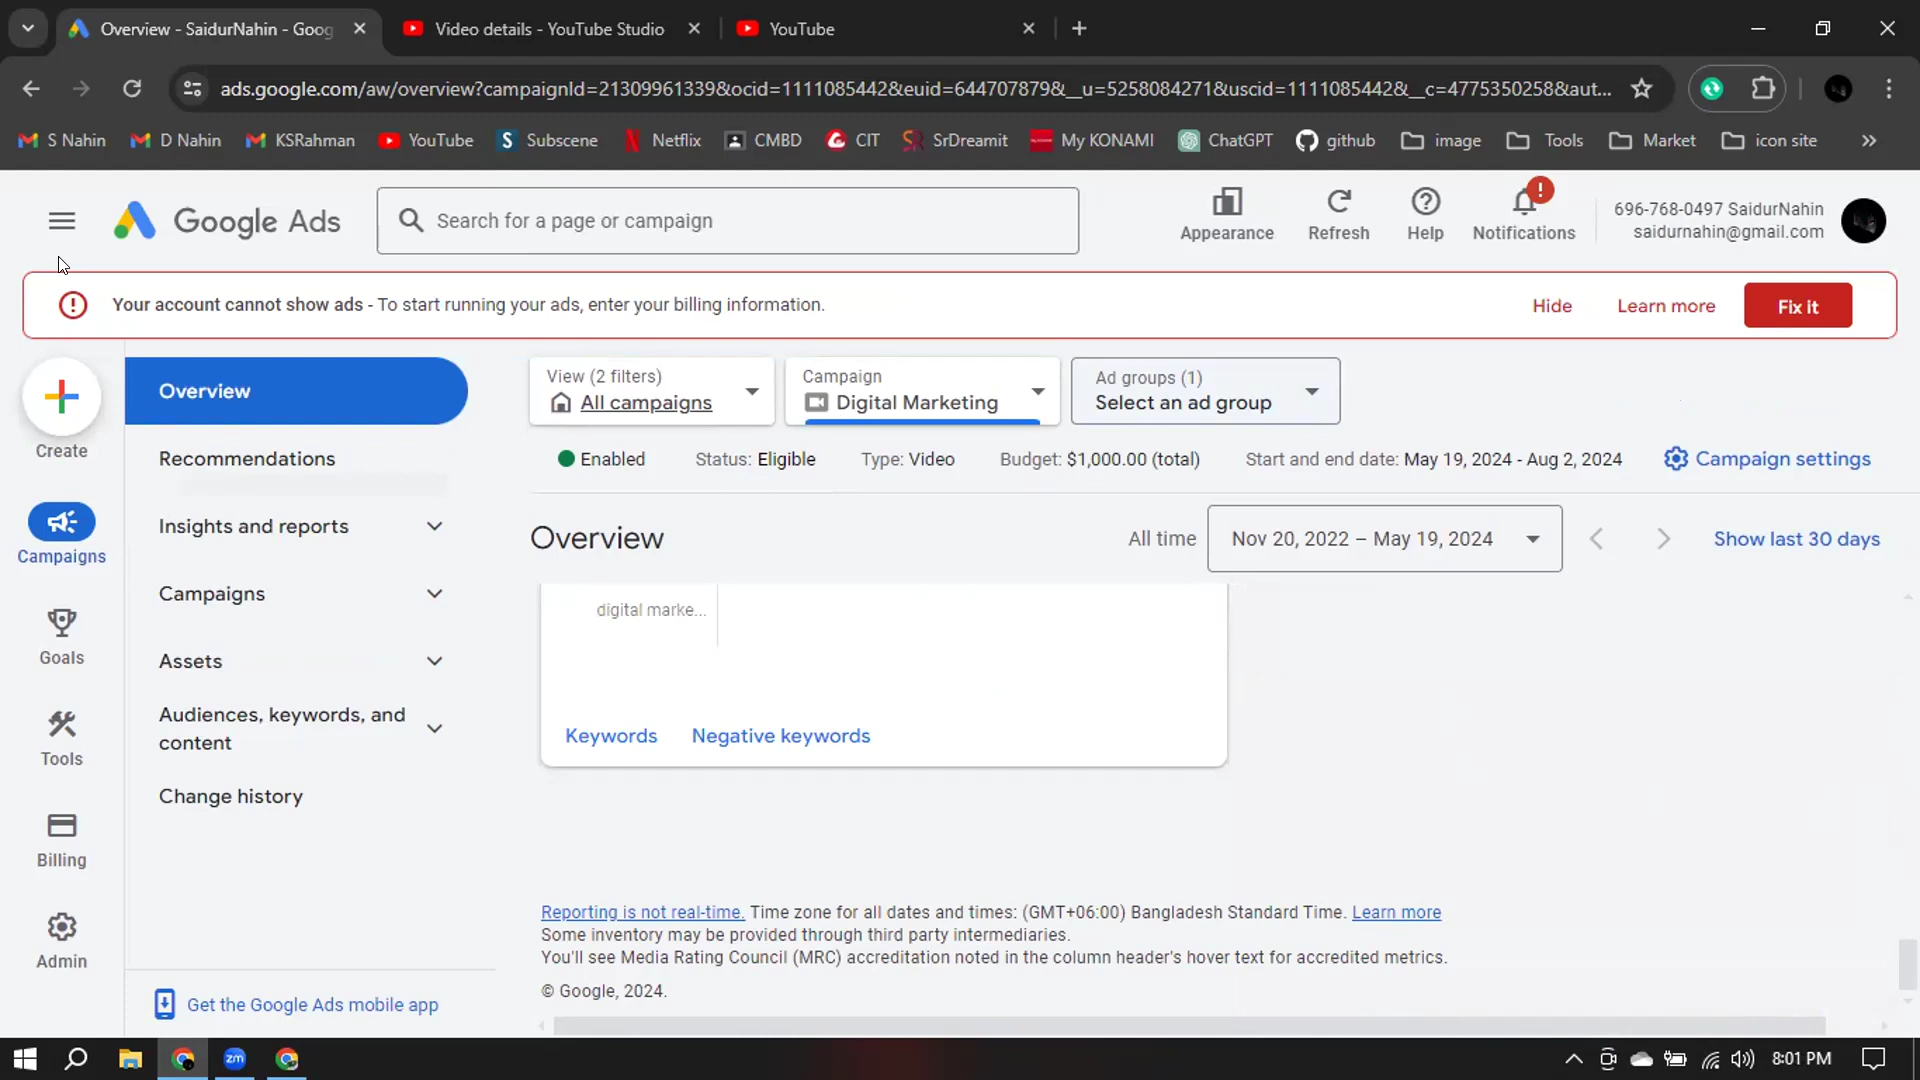 Overview - SaidurNahin - Goog
Video details - YouTube Studio
YouTube
ads.google.com/aw/overview?campaignId=21309961339&ocid=1111085442&euid=644707879&__u=5258084271&uscid=1111085442&__c=4775350258&aut...
S Nahin
D Nahin
KSRahman
YouTube
Subscene
Netflix
CMBD
CIT
SrDreamit
My KONAMI
ChatGPT
github
image
Tools
Market
icon site
Google Ads
Search for a page or campaign
Appearance
Refresh
Help
Notifications
696-768-0497 SaidurNahin
saidurnahin@gmail.com
Your account cannot show ads - To start running your ads, enter your billing information.
Hide
Learn more
Fix it
Create
Campaigns
Goals
Tools
Billing
Admin
Overview
Recommendations
Insights and reports
Campaigns
Assets
Audiences, keywords, and
content
Change history
Get the Google Ads mobile app
View (2 filters)
All campaigns
Campaign
Digital Marketing
Ad groups (1)
Select an ad group
Enabled
Status: Eligible
Type: Video
Budget: $1,000.00 (total)
Start and end date: May 19, 2024 - Aug 2, 2024
Campaign settings
Overview
All time
Nov 20, 2022 – May 19, 2024
Show last 30 days
digital marke...
Keywords
Negative keywords
Reporting is not real-time. Time zone for all dates and times: (GMT+06:00) Bangladesh Standard Time. Learn more
Some inventory may be provided through third party intermediaries.
You'll see Media Rating Council (MRC) accreditation noted in the column header's hover text for accredited metrics.
© Google, 2024.
zm
8:01 PM